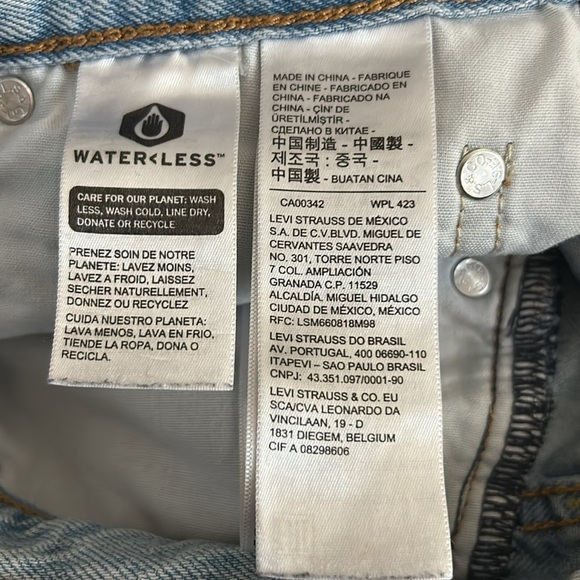 WATER<LESS™
CARE FOR OUR PLANET: WASH
LESS, WASH COLD, LINE DRY,
DONATE OR RECYCLE
PRENEZ SOIN DE NOTRE
PLANETE: LAVEZ MOINS,
LAVEZ A FROID, LAISSEZ
SECHER NATURELLEMENT,
DONNEZ OU RECYCLEZ
CUIDA NUESTRO PLANETA:
LAVA MENOS, LAVA EN FRIO,
TIENDE LA ROPA, DONA O
RECICLA.
MADE IN CHINA - FABRIQUE
EN CHINE - FABRICADO EN
CHINA - FABRICADO NA
CHINA - ÇİN' DE
ÜRETİLMİŞTİR -
СДЕЛАНО В КИТАЕ -
中国制造 - 中國製 -
제조국 : 중국 -
中国製 - BUATAN CINA
CA00342 WPL 423
LEVI STRAUSS DE MÉXICO
S.A. DE C.V.BLVD. MIGUEL DE
CERVANTES SAAVEDRA
NO. 301, TORRE NORTE PISO
7 COL. AMPLIACIÓN
GRANADA C.P. 11529
ALCALDÍA. MIGUEL HIDALGO
CIUDAD DE MÉXICO, MÉXICO
RFC: LSM660818M98
LEVI STRAUSS DO BRASIL
AV. PORTUGAL, 400 06690-110
ITAPEVI – SAO PAULO BRASIL
CNPJ: 43.351.097/0001-90
LEVI STRAUSS & CO. EU
SCA/CVA LEONARDO DA
VINCILAAN, 19 - D
1831 DIEGEM, BELGIUM
CIF A 08298606